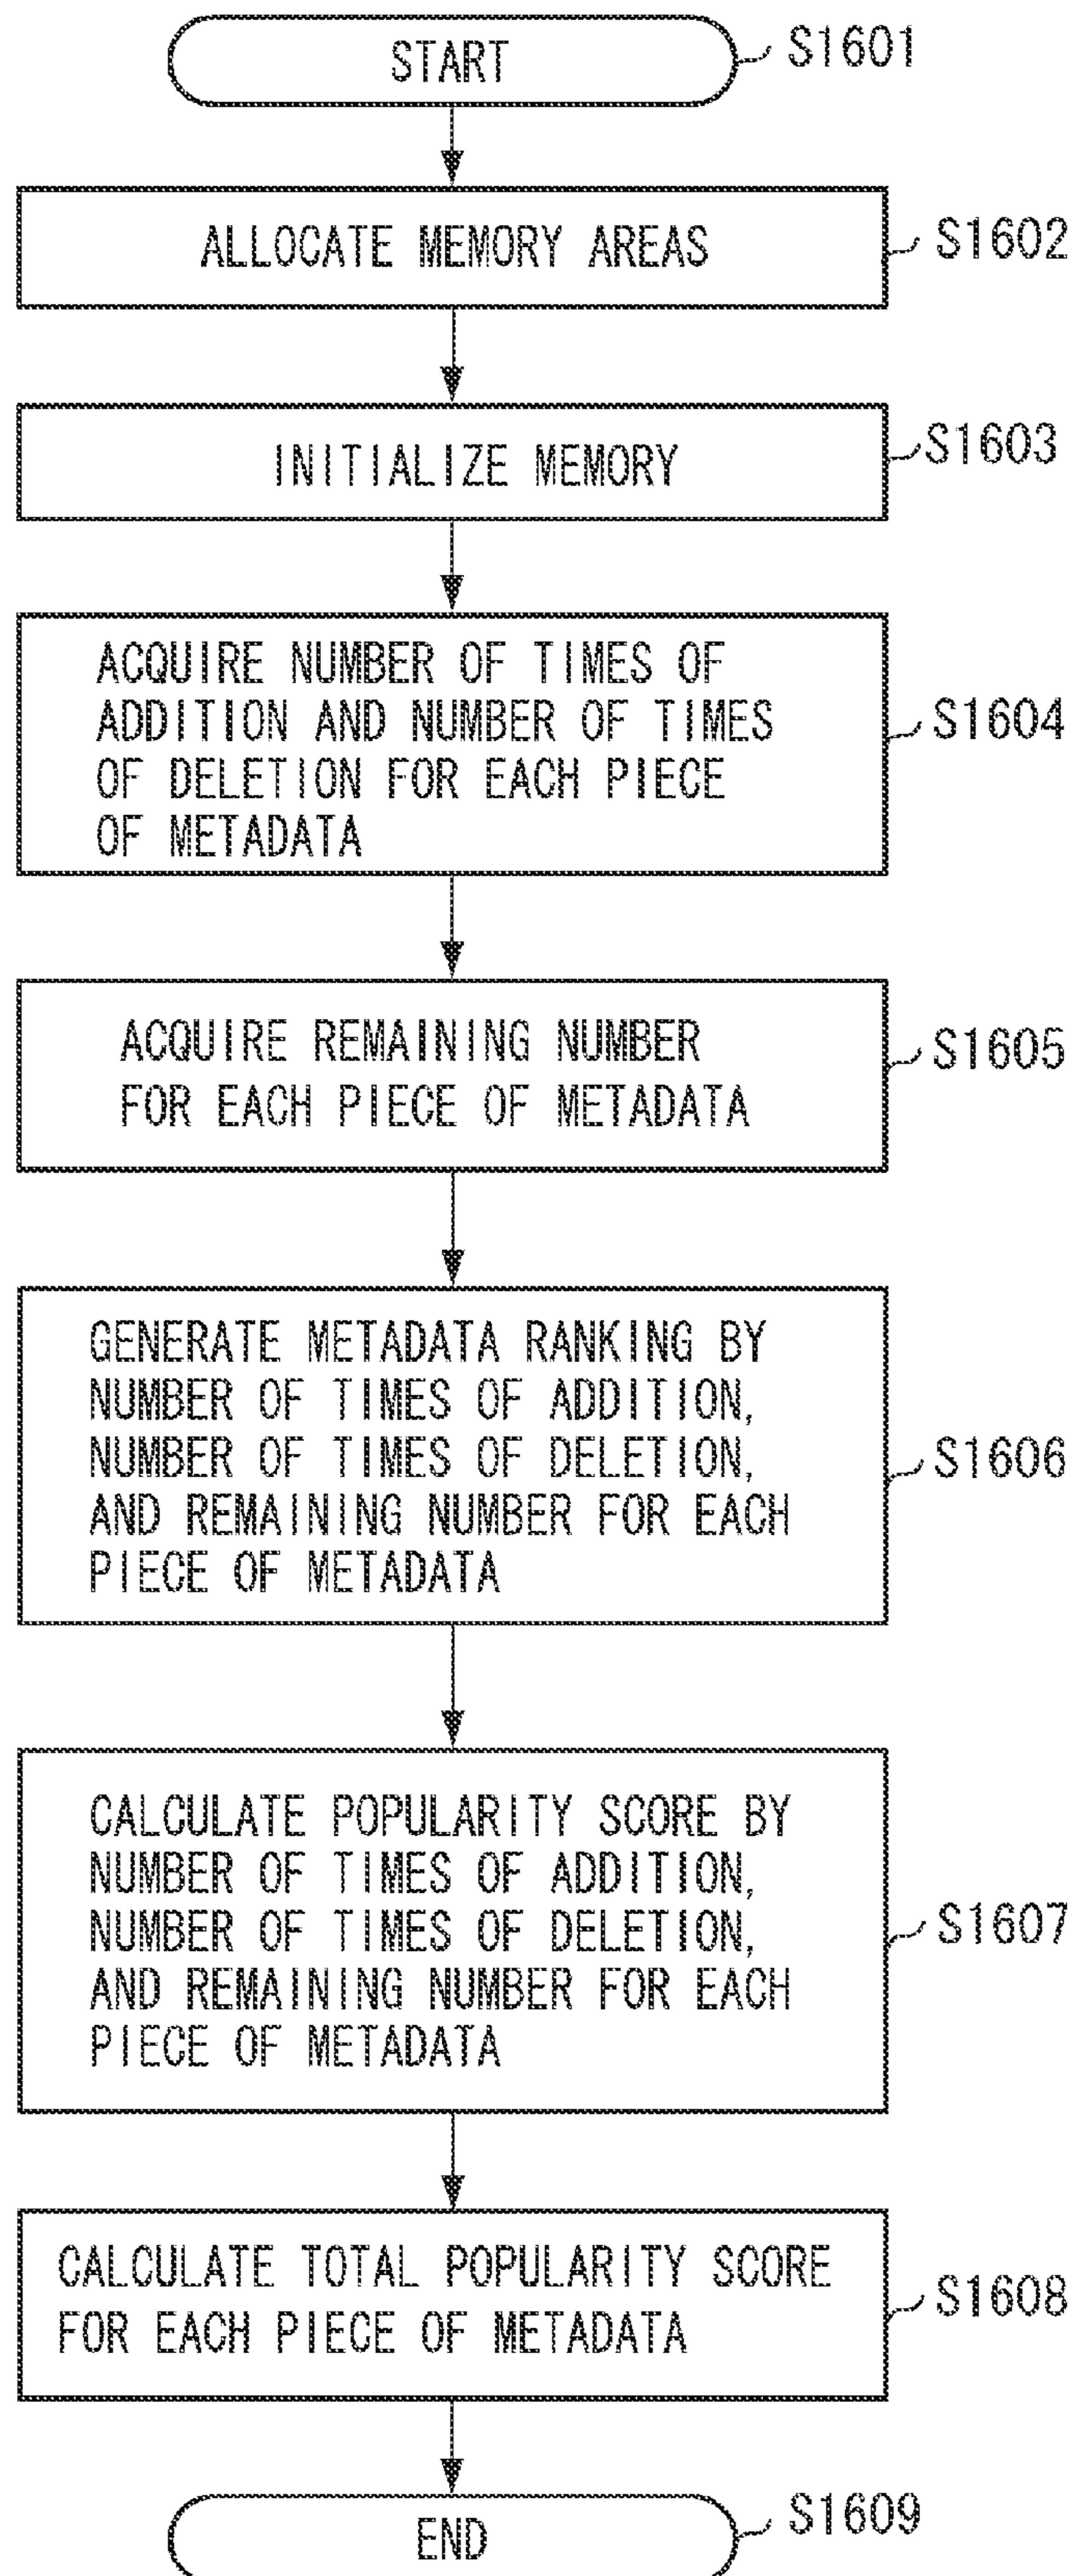 START
S1601
ALLOCATE MEMORY AREAS
S1602
INITIALIZE MEMORY
S1603
ACQUIRE NUMBER OF TIMES OF
ADDITION AND NUMBER OF TIMES
OF DELETION FOR EACH PIECE
OF METADATA
S1604
ACQUIRE REMAINING NUMBER
FOR EACH PIECE OF METADATA
S1605
GENERATE METADATA RANKING BY
NUMBER OF TIMES OF ADDITION,
NUMBER OF TIMES OF DELETION,
AND REMAINING NUMBER FOR EACH
PIECE OF METADATA
S1606
CALCULATE POPULARITY SCORE BY
NUMBER OF TIMES OF ADDITION,
NUMBER OF TIMES OF DELETION,
AND REMAINING NUMBER FOR EACH
PIECE OF METADATA
S1607
CALCULATE TOTAL POPULARITY SCORE
FOR EACH PIECE OF METADATA
S1608
END
S1609